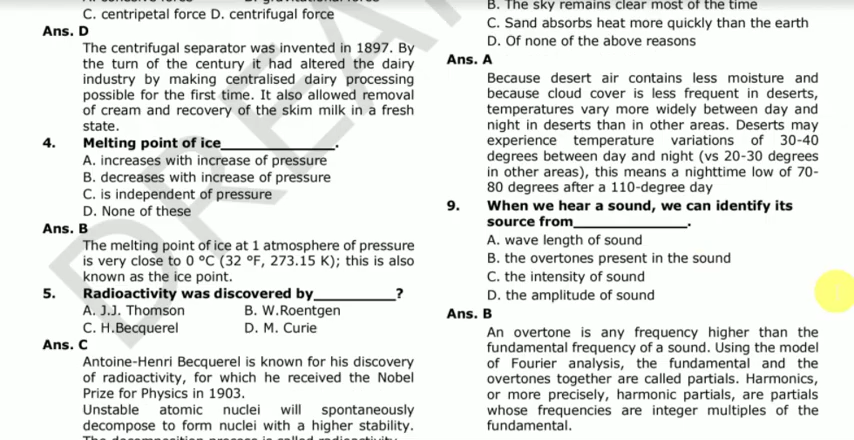 C. centripetal force D. centrifugal force
Ans. D
The centrifugal separator was invented in 1897. By
the turn of the century it had altered the dairy
industry by making centralised dairy processing
possible for the first time. It also allowed removal
of cream and recovery of the skim milk in a fresh
state.
4. Melting point of ice____________.
A. increases with increase of pressure
B. decreases with increase of pressure
C. is independent of pressure
D. None of these
Ans. B
The melting point of ice at 1 atmosphere of pressure
is very close to 0 °C (32 °F, 273.15 K); this is also
known as the ice point.
5. Radioactivity was discovered by_________?
A. J.J. Thomson B. W.Roentgen
C. H.Becquerel D. M. Curie
Ans. C
Antoine-Henri Becquerel is known for his discovery
of radioactivity, for which he received the Nobel
Prize for Physics in 1903.
Unstable atomic nuclei will spontaneously
decompose to form nuclei with a higher stability.
The decomposition process is called radioactivity.
B. The sky remains clear most of the time
C. Sand absorbs heat more quickly than the earth
D. Of none of the above reasons
Ans. A
Because desert air contains less moisture and
because cloud cover is less frequent in deserts,
temperatures vary more widely between day and
night in deserts than in other areas. Deserts may
experience temperature variations of 30-40
degrees between day and night (vs 20-30 degrees
in other areas), this means a nighttime low of 70-
80 degrees after a 110-degree day
9. When we hear a sound, we can identify its
source from____________.
A. wave length of sound
B. the overtones present in the sound
C. the intensity of sound
D. the amplitude of sound
Ans. B
An overtone is any frequency higher than the
fundamental frequency of a sound. Using the model
of Fourier analysis, the fundamental and the
overtones together are called partials. Harmonics,
or more precisely, harmonic partials, are partials
whose frequencies are integer multiples of the
fundamental.